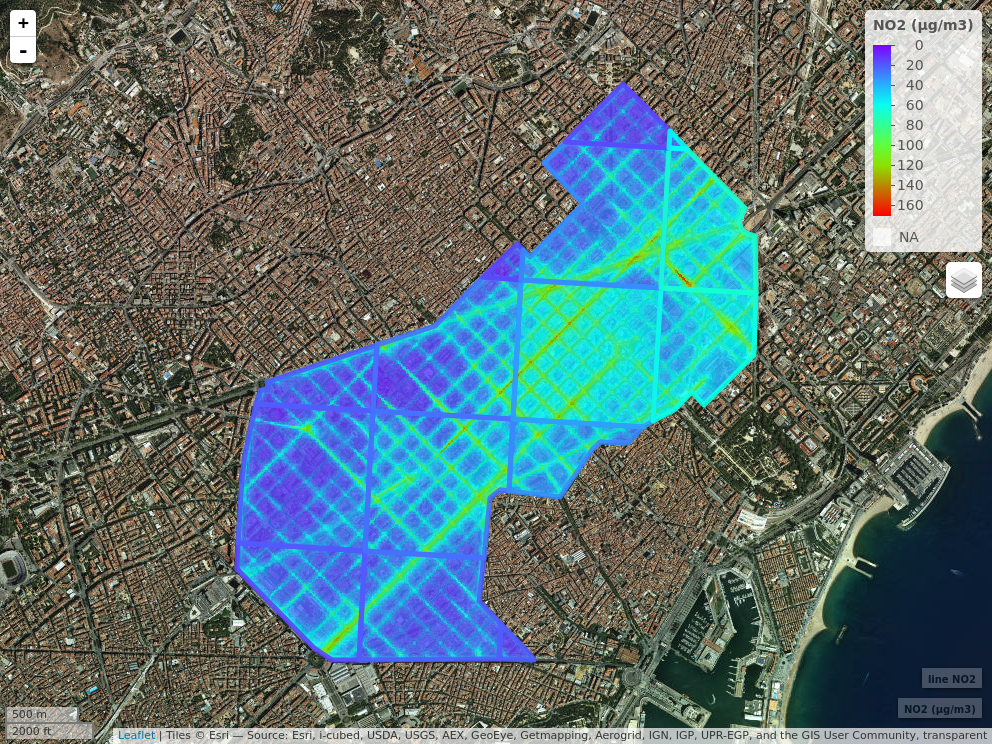 +
-
NO2 (µg/m3)
0
20
40
60
80
100
120
140
160
NA
line NO2
NO2 (µg/m3)
500 m
2000 ft
Leaflet | Tiles © Esri — Source: Esri, i-cubed, USDA, USGS, AEX, GeoEye, Getmapping, Aerogrid, IGN, IGP, UPR-EGP, and the GIS User Community, transparent